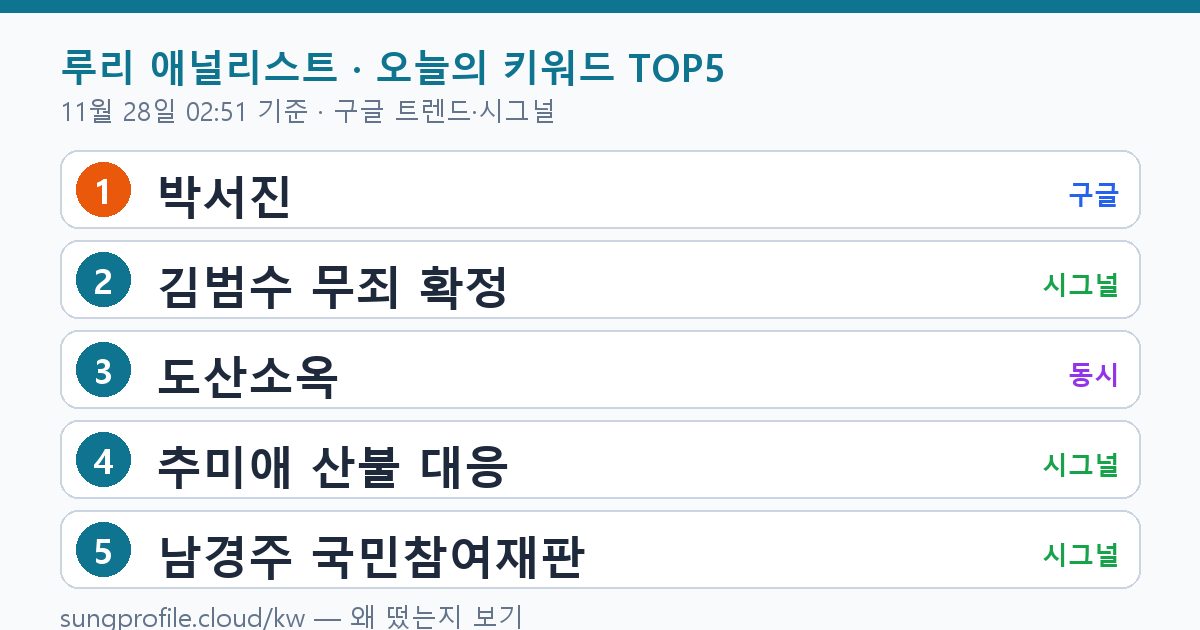 루리 애널리스트 · 오늘의 키워드 TOP5
11월 28일 02:51 기준 · 구글 트렌드·시그널
1 박서진 구글
2 김범수 무죄 확정 시그널
3 도산소옥 동시
4 추미애 산불 대응 시그널
5 남경주 국민참여재판 시그널
sungprofile.cloud/kw — 왜 떴는지 보기